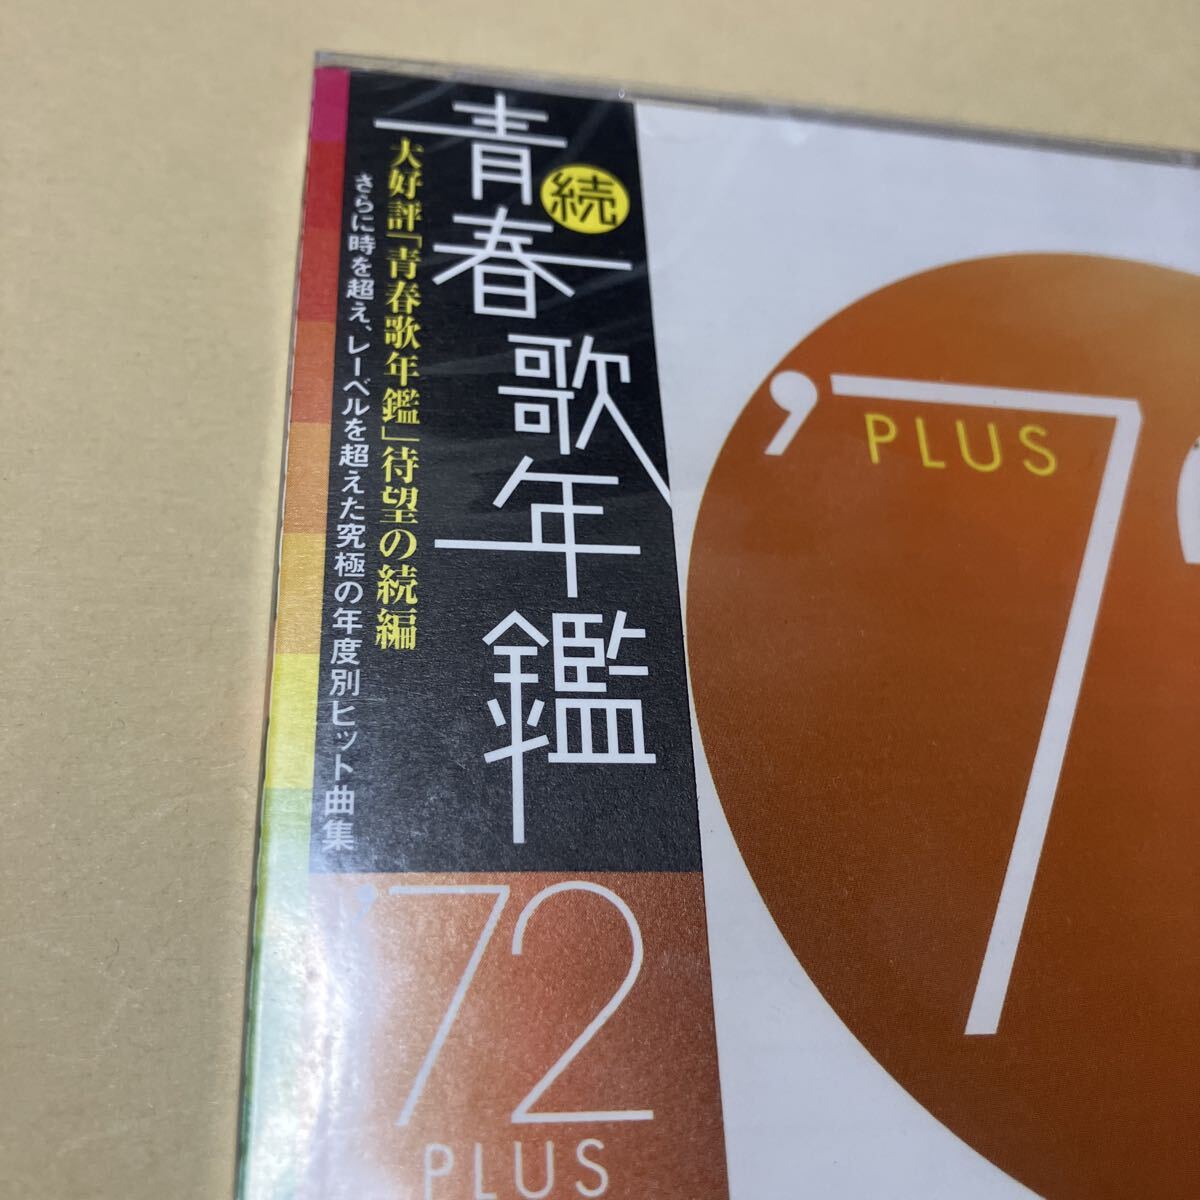 続
青春歌年鑑
大好評「青春歌年鑑」待望の続編
さらに時を超え、レーベルを超えた究極の年度別ヒット曲集
'72
PLUS
'7
PLUS